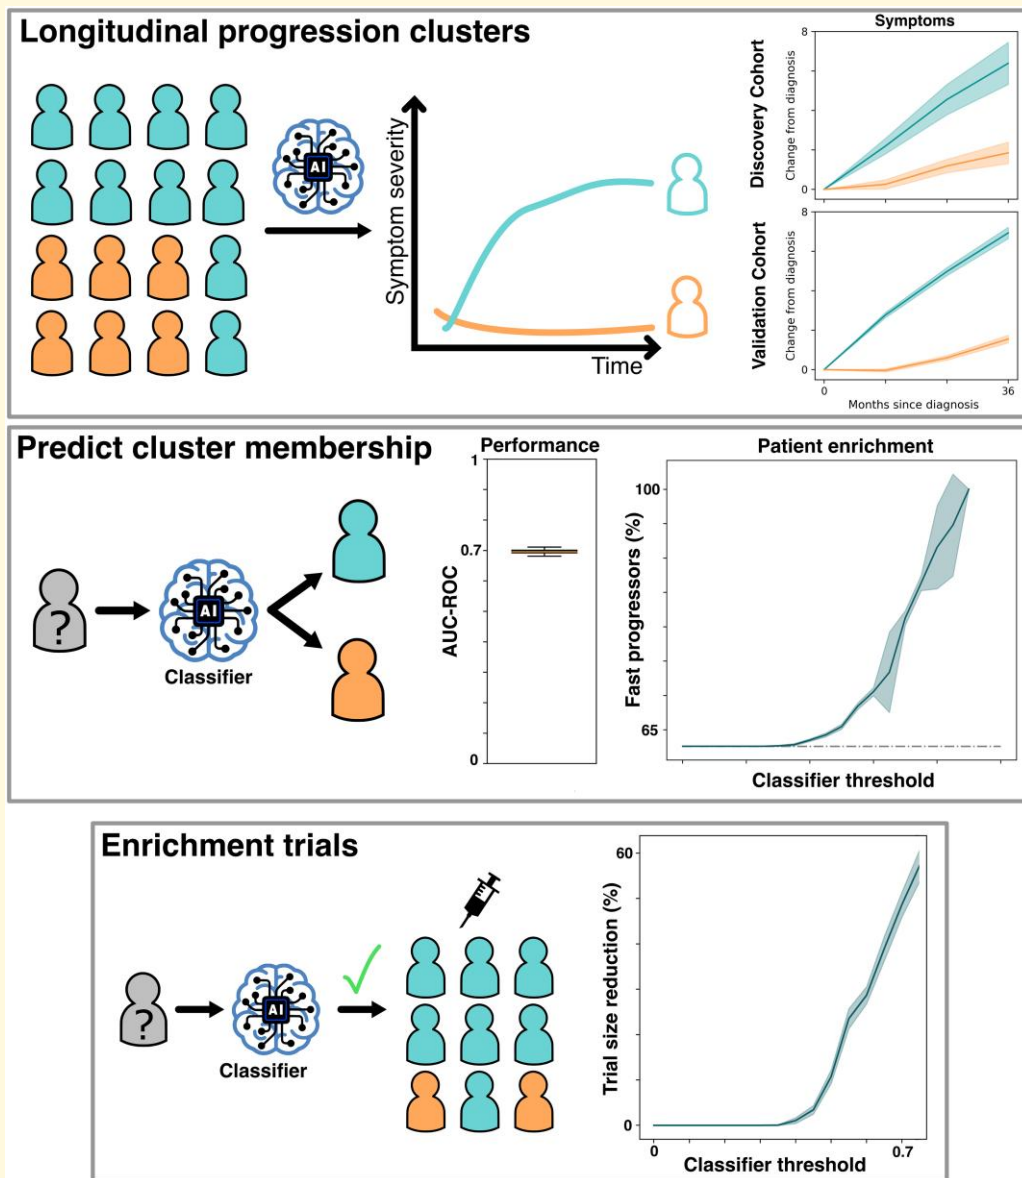 Longitudinal progression clusters
AI
Symptom severity
Time
Symptoms
Discovery Cohort
Change from diagnosis
8
0
Validation Cohort
Change from diagnosis
8
0
0
36
Months since diagnosis
Predict cluster membership
?
AI
Classifier
Performance
AUC-ROC
1
0.7
0
Patient enrichment
Fast progressors (%)
100
65
Classifier threshold
Enrichment trials
?
AI
Classifier
Trial size reduction (%)
60
0
0
0.7
Classifier threshold